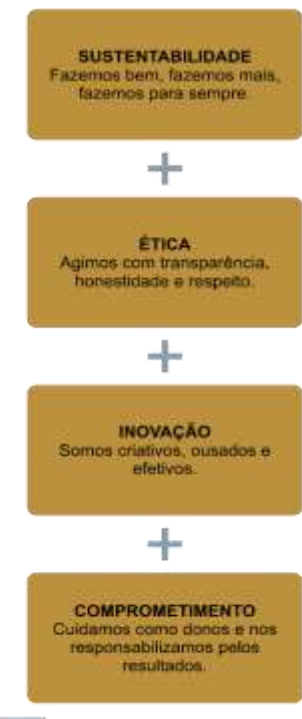 SUSTENTABILIDADE
Fazemos bem, fazemos mais,
fazemos para sempre.
ÉTICA
Agimos com transparência,
honestidade e respeito.
INOVAÇÃO
Somos criativos, ousados e
efetivos.
COMPROMETIMENTO
Cuidamos como donos e nos
responsabilizamos pelos
resultados.